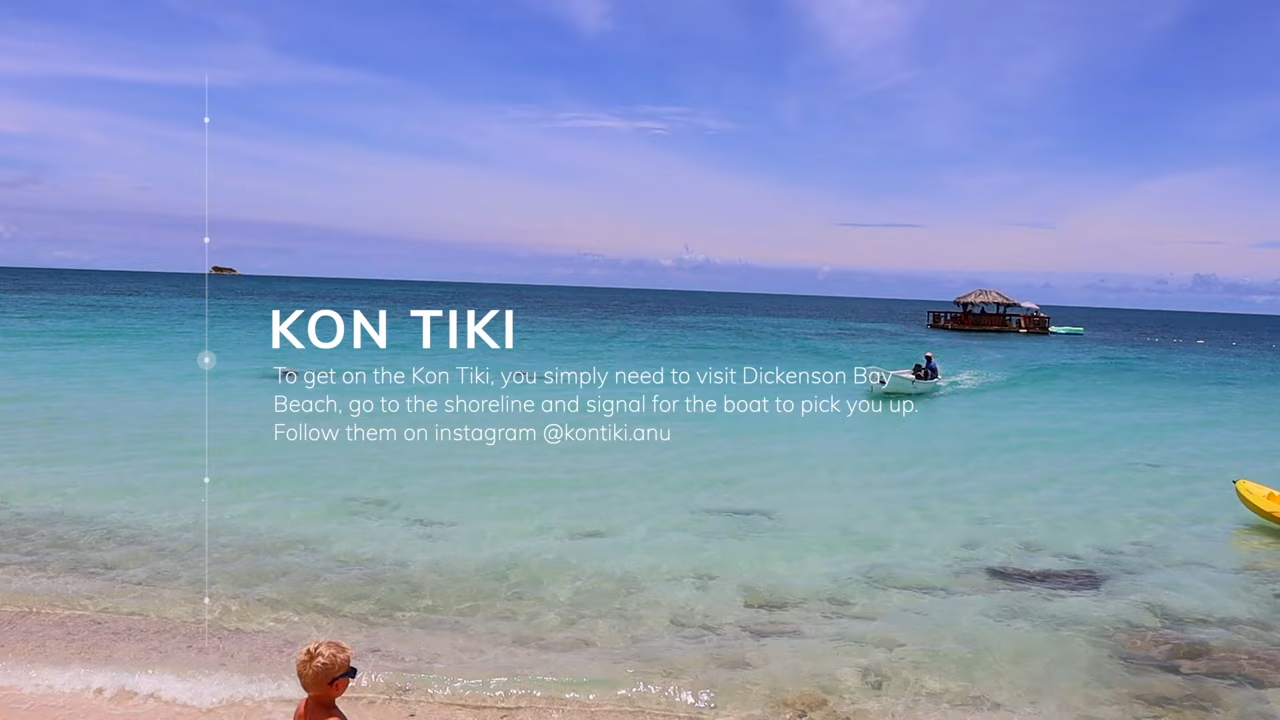 KON TIKI
To get on the Kon Tiki, you simply need to visit Dickenson Bay
Beach, go to the shoreline and signal for the boat to pick you up.
Follow them on instagram @kontiki.anu